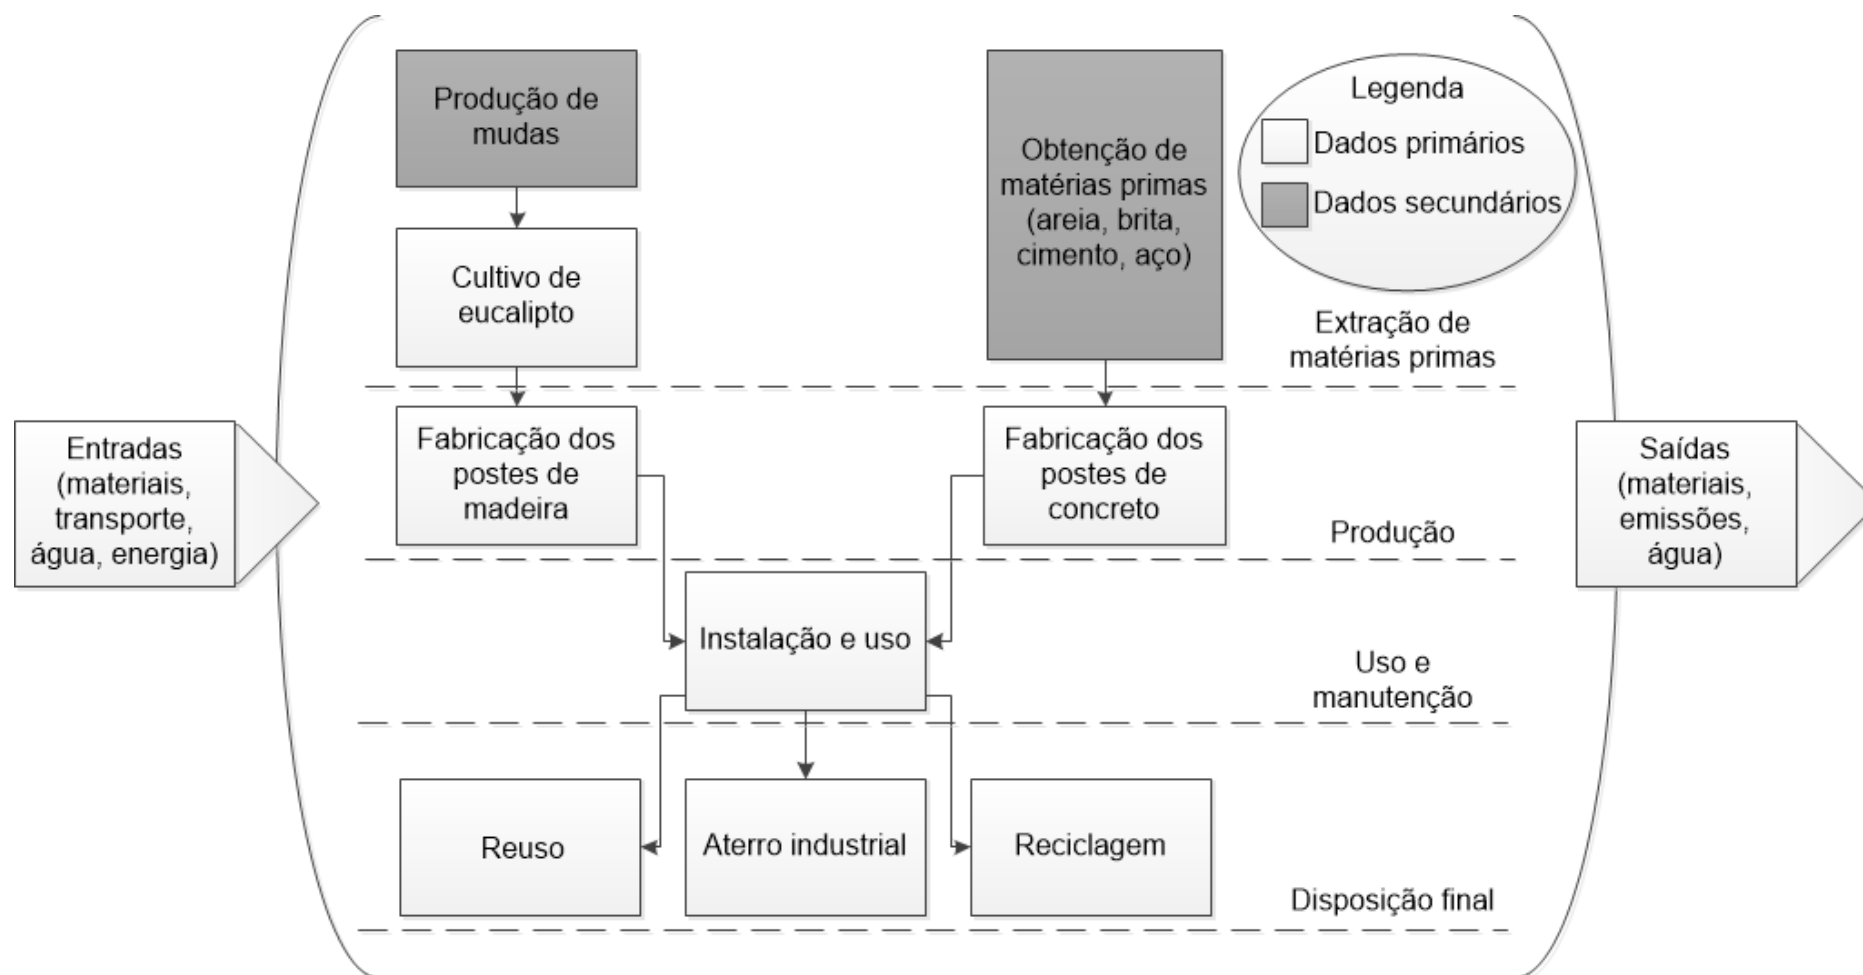 Produção de
mudas
Obtenção de
matérias primas
(areia, brita,
cimento, aço)
Legenda
Dados primários
Dados secundários
Cultivo de
eucalipto
Extração de
matérias primas
Entradas
(materiais,
transporte,
água, energia)
Fabricação dos
postes de
madeira
Fabricação dos
postes de
concreto
Produção
Saídas
(materiais,
emissões,
água)
Instalação e uso
Uso e
manutenção
Reuso
Aterro industrial
Reciclagem
Disposição final